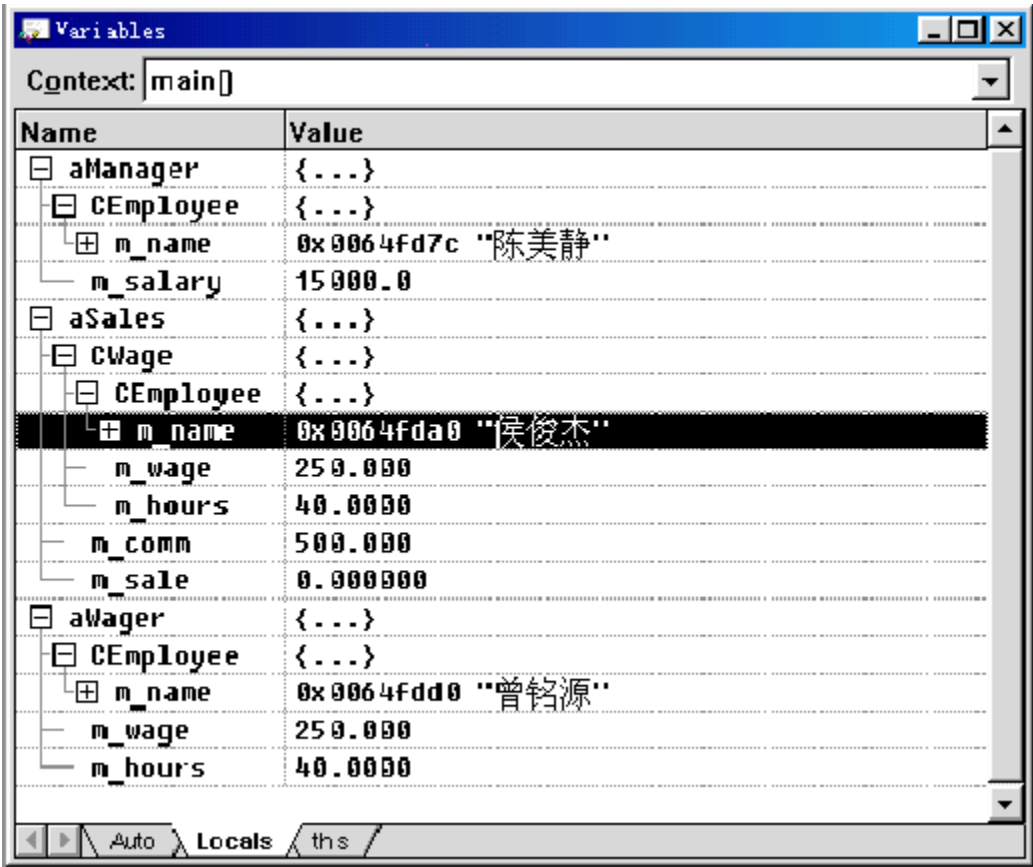 Variables
Context: main()
Name Value
aManager {...}
CEmployee {...}
m_name 0x0064fd7c "陈美静"
m_salary 15000.0
aSales {...}
CWage {...}
CEmployee {...}
m_name 0x0064fda0 "侯俊杰"
m_wage 250.000
m_hours 40.0000
m_comm 500.000
m_sale 0.000000
aWager {...}
CEmployee {...}
m_name 0x0064fdd0 "曾铭源"
m_wage 250.000
m_hours 40.0000
Auto Locals this